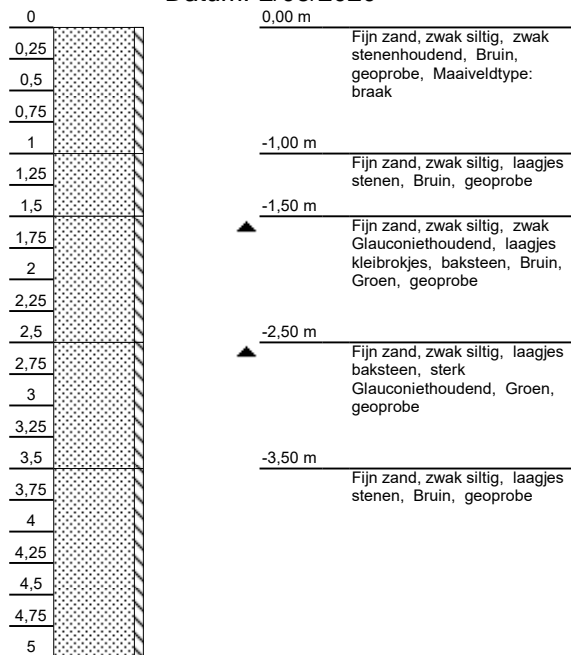 0
0,25
0,5
0,75
1
1,25
1,5
1,75
2
2,25
2,5
2,75
3
3,25
3,5
3,75
4
4,25
4,5
4,75
5
0,00 m
Fijn zand, zwak siltig, zwak
stenenhoudend, Bruin,
geoprobe, Maaiveldtype:
braak
-1,00 m
Fijn zand, zwak siltig, laagjes
stenen, Bruin, geoprobe
-1,50 m
Fijn zand, zwak siltig, zwak
Glauconiethoudend, laagjes
kleibrokjes, baksteen, Bruin,
Groen, geoprobe
-2,50 m
Fijn zand, zwak siltig, laagjes
baksteen, sterk
Glauconiethoudend, Groen,
geoprobe
-3,50 m
Fijn zand, zwak siltig, laagjes
stenen, Bruin, geoprobe